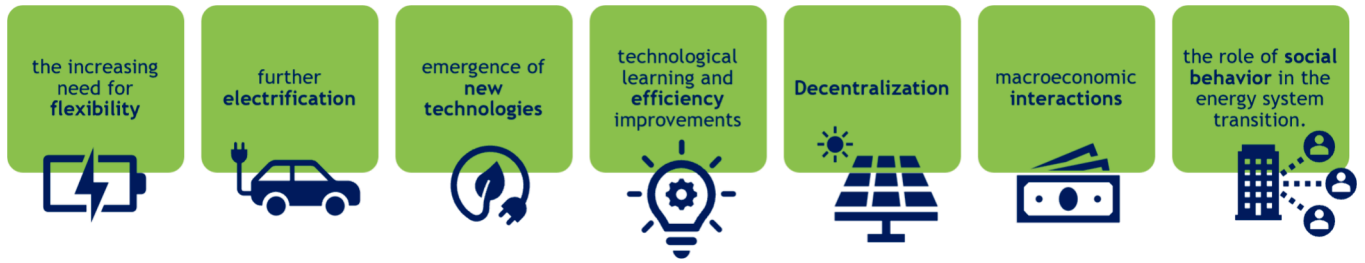 the increasing
need for
flexibility
further
electrification
emergence of
new
technologies
technological
learning and
efficiency
improvements
Decentralization
macroeconomic
interactions
the role of social
behavior in the
energy system
transition.